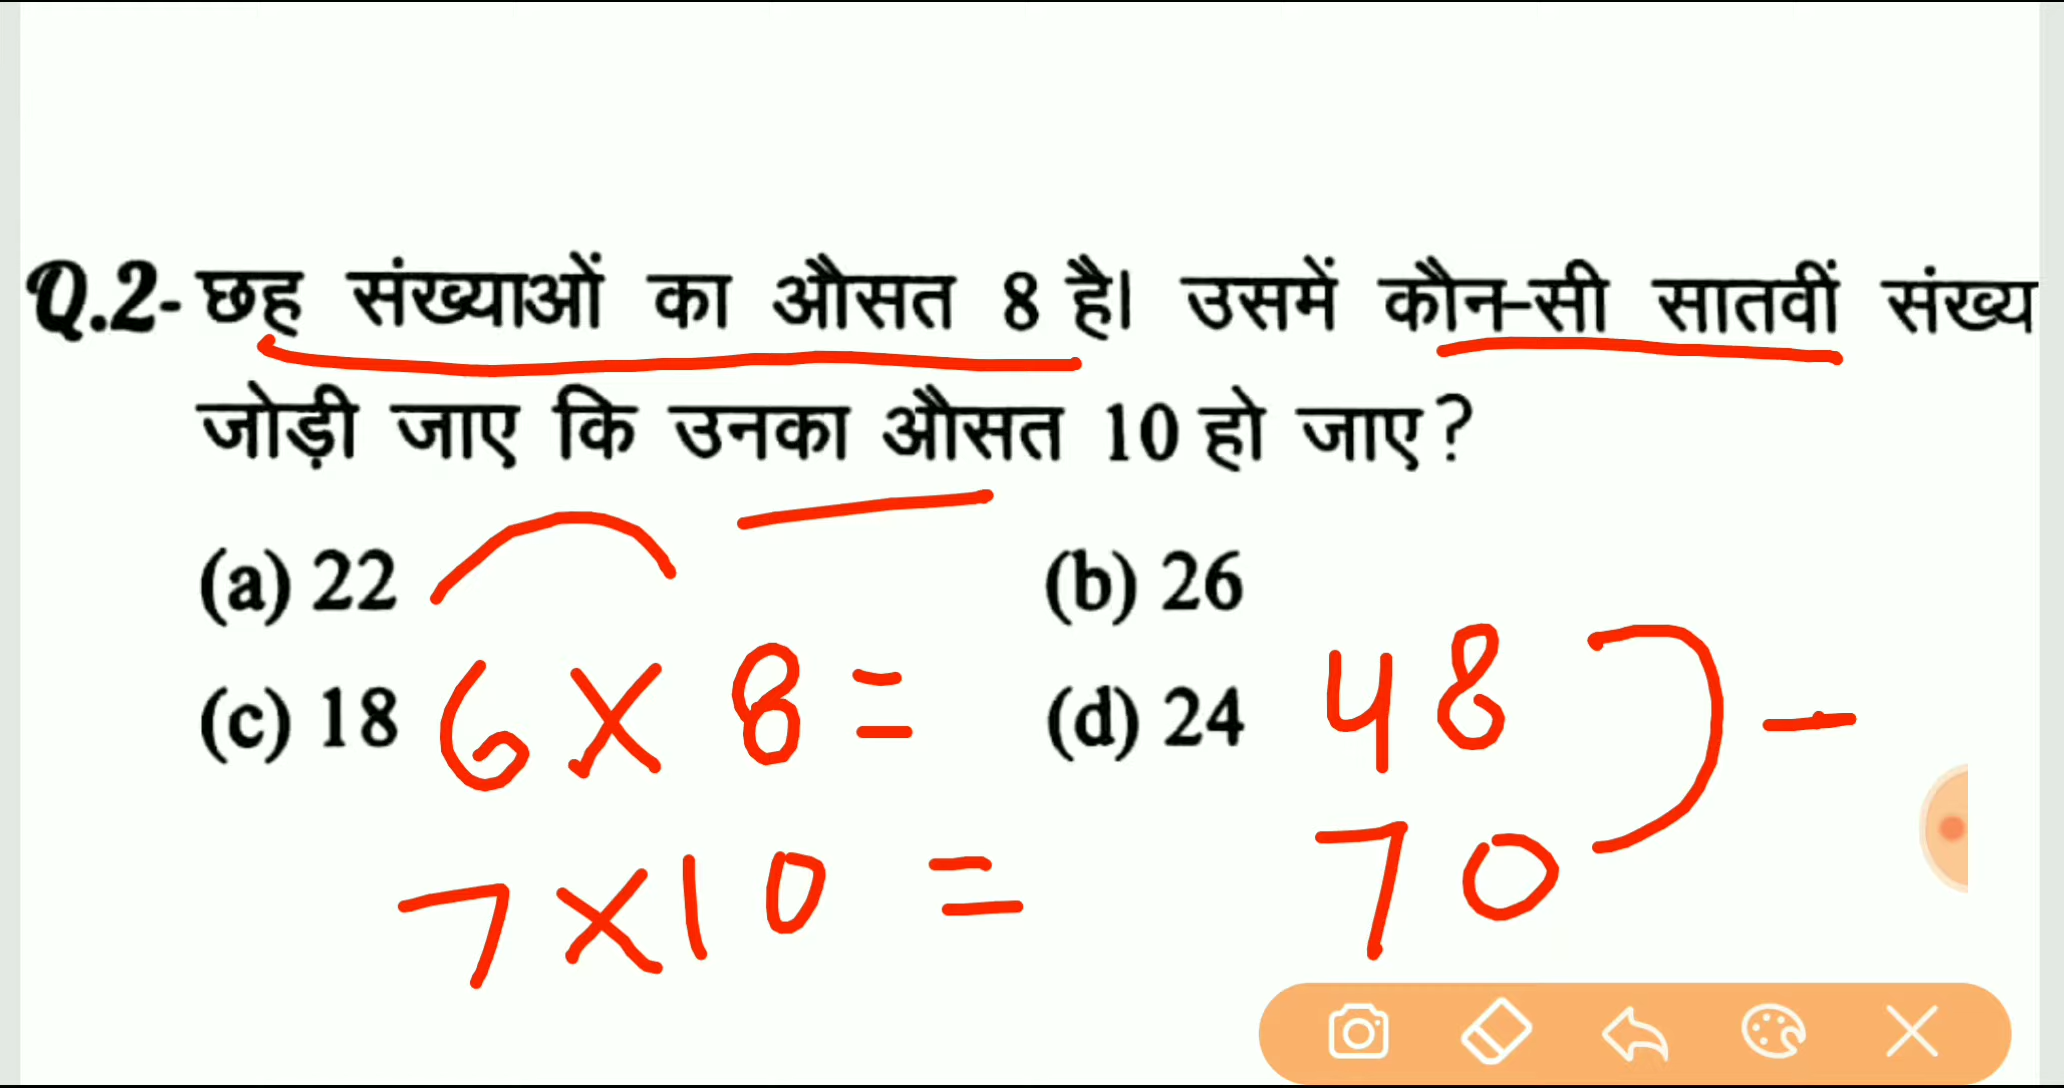 Q.2- छह संख्याओं का औसत 8 है। उसमें कौन-सी सातवीं संख्य
जोड़ी जाए कि उनका औसत 10 हो जाए?
(a) 22 (b) 26
(c) 18 (d) 24
6 × 8 = 48
7 × 10 = 70
-